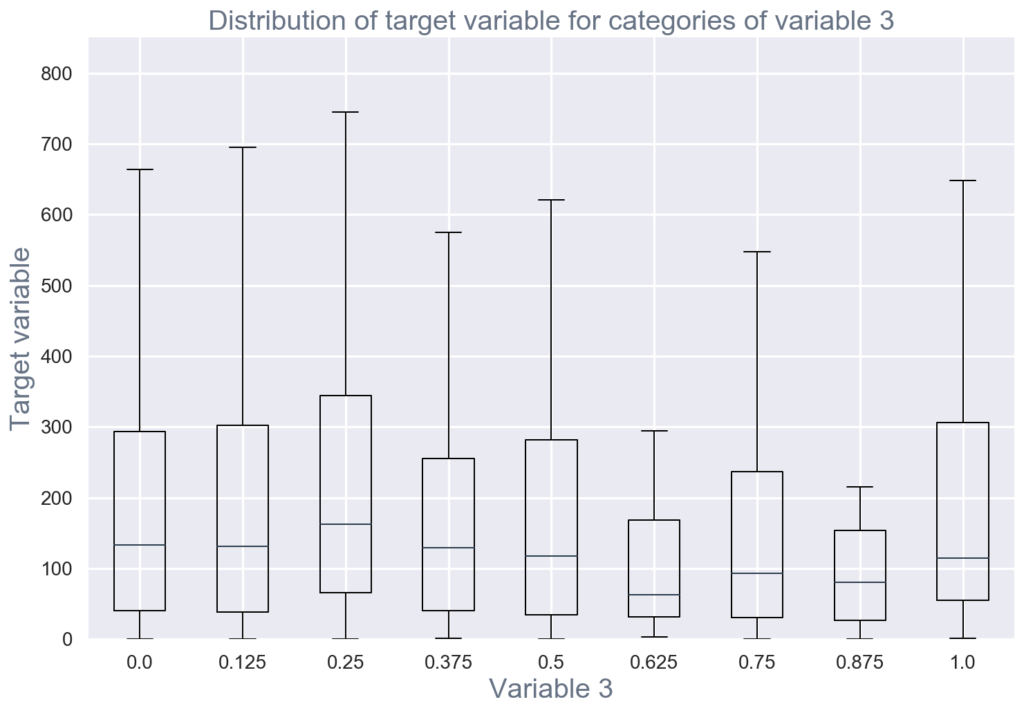 Distribution of target variable for categories of variable 3
Target variable
800
700
600
500
400
300
200
100
0
0.0 0.125 0.25 0.375 0.5 0.625 0.75 0.875 1.0
Variable 3